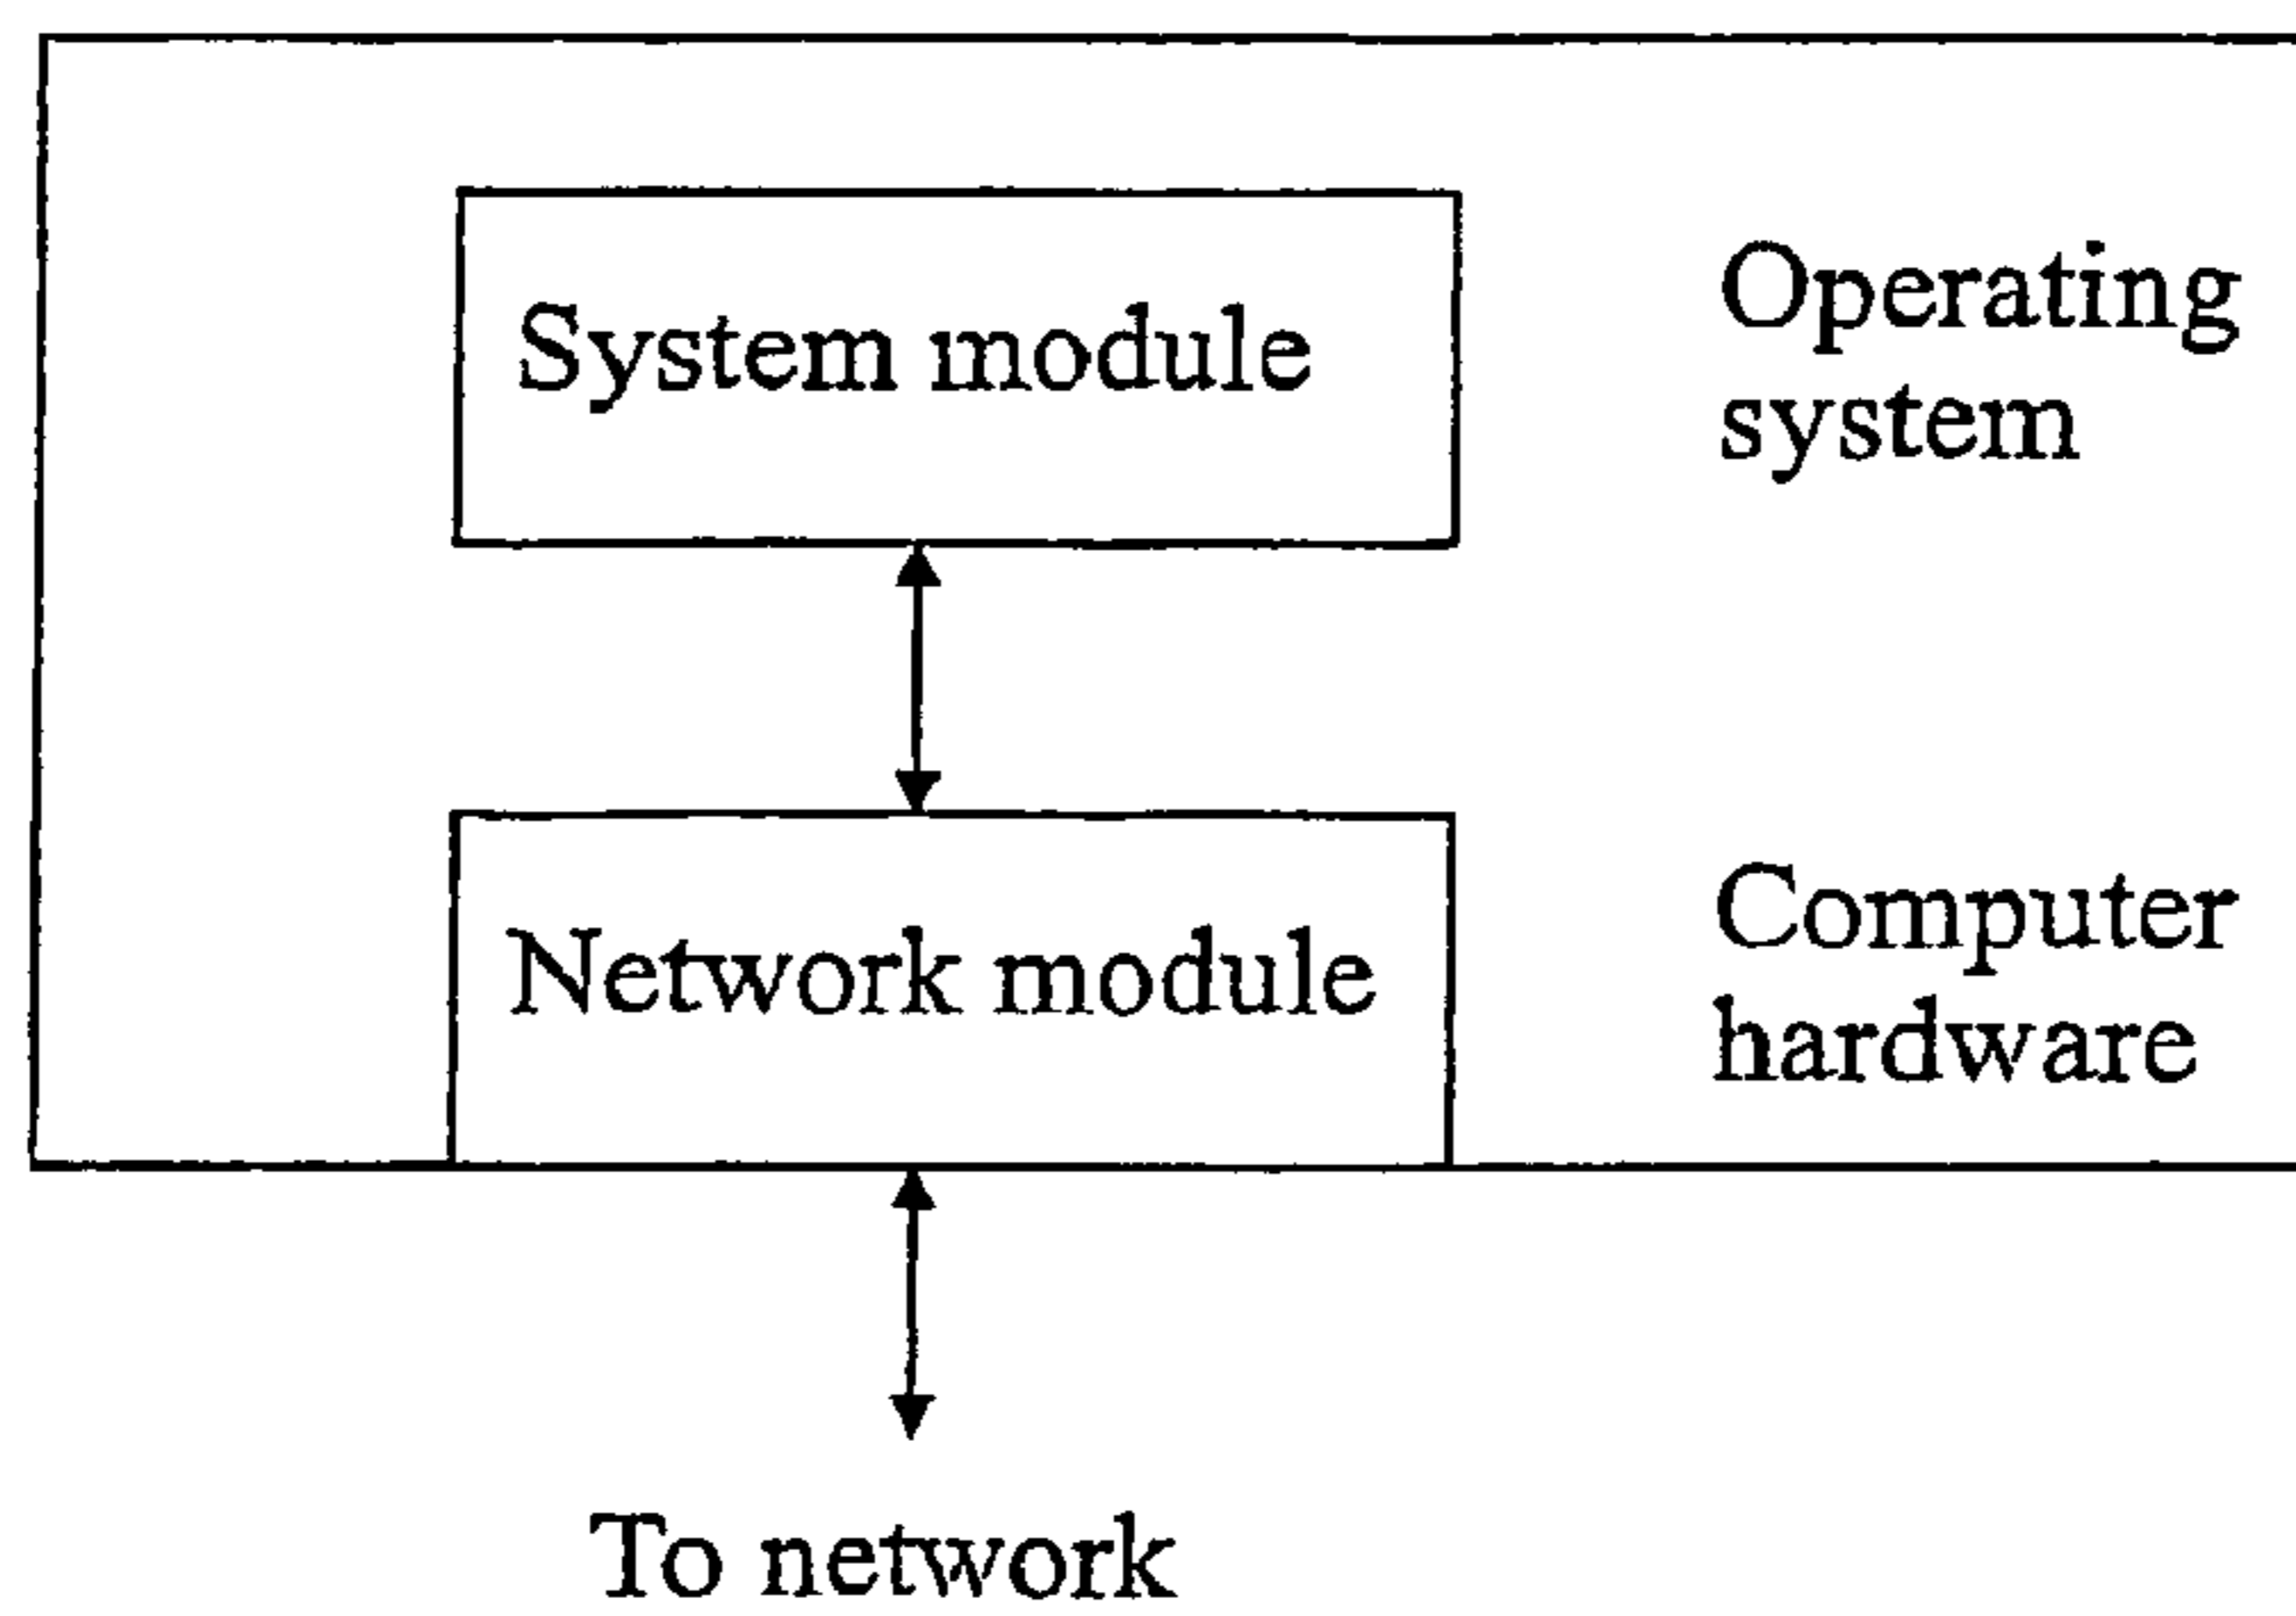 System module
Operating
system
Network module
Computer
hardware
To network